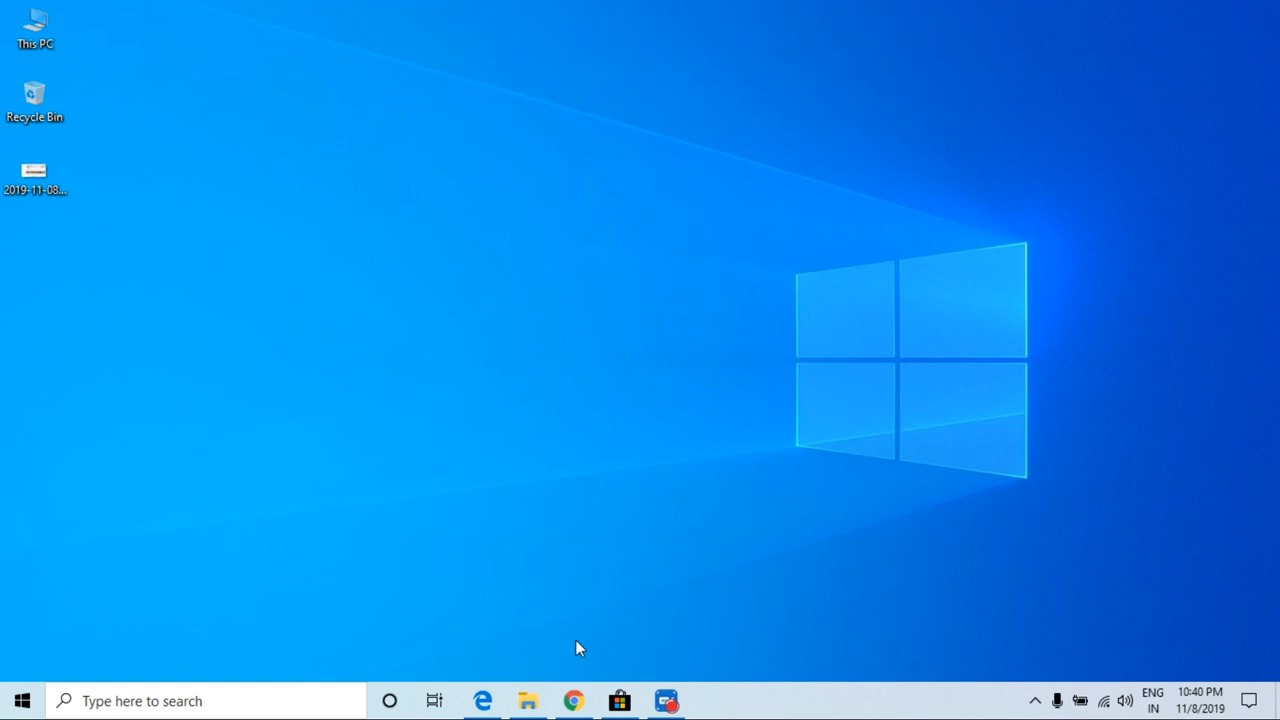 This PC
Recycle Bin
2019-11-08...
Type here to search
ENG
IN
10:40 PM
11/8/2019